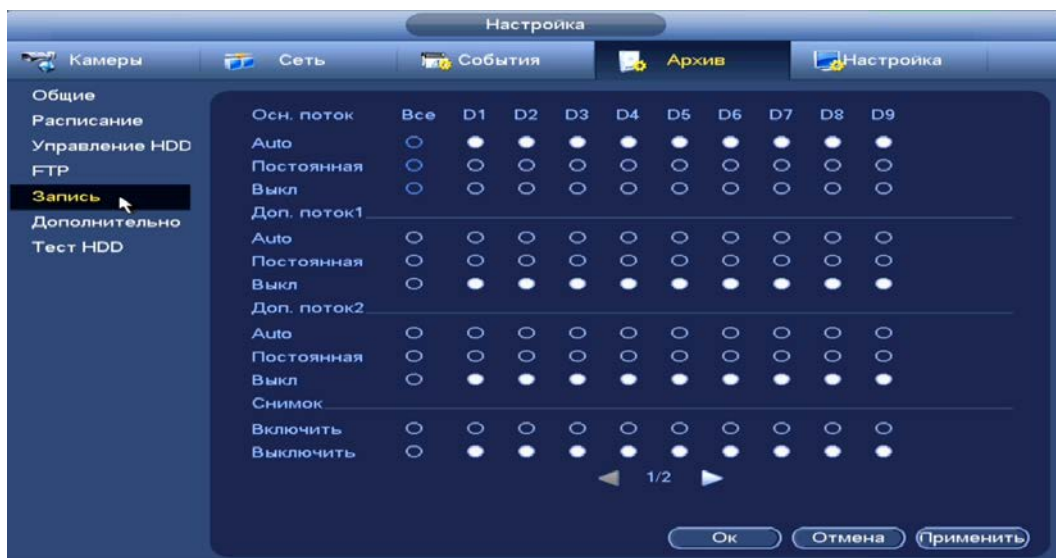 Настройка
Камеры Сеть События Архив Настройка
Общие
Расписание
Управление HDD
FTP
Запись
Дополнительно
Тест HDD
Осн. поток Все D1 D2 D3 D4 D5 D6 D7 D8 D9
Auto
Постоянная
Выкл
Доп. поток1
Auto
Постоянная
Выкл
Доп. поток2
Auto
Постоянная
Выкл
Снимок
Включить
Выключить
1/2
Ок Отмена Применить